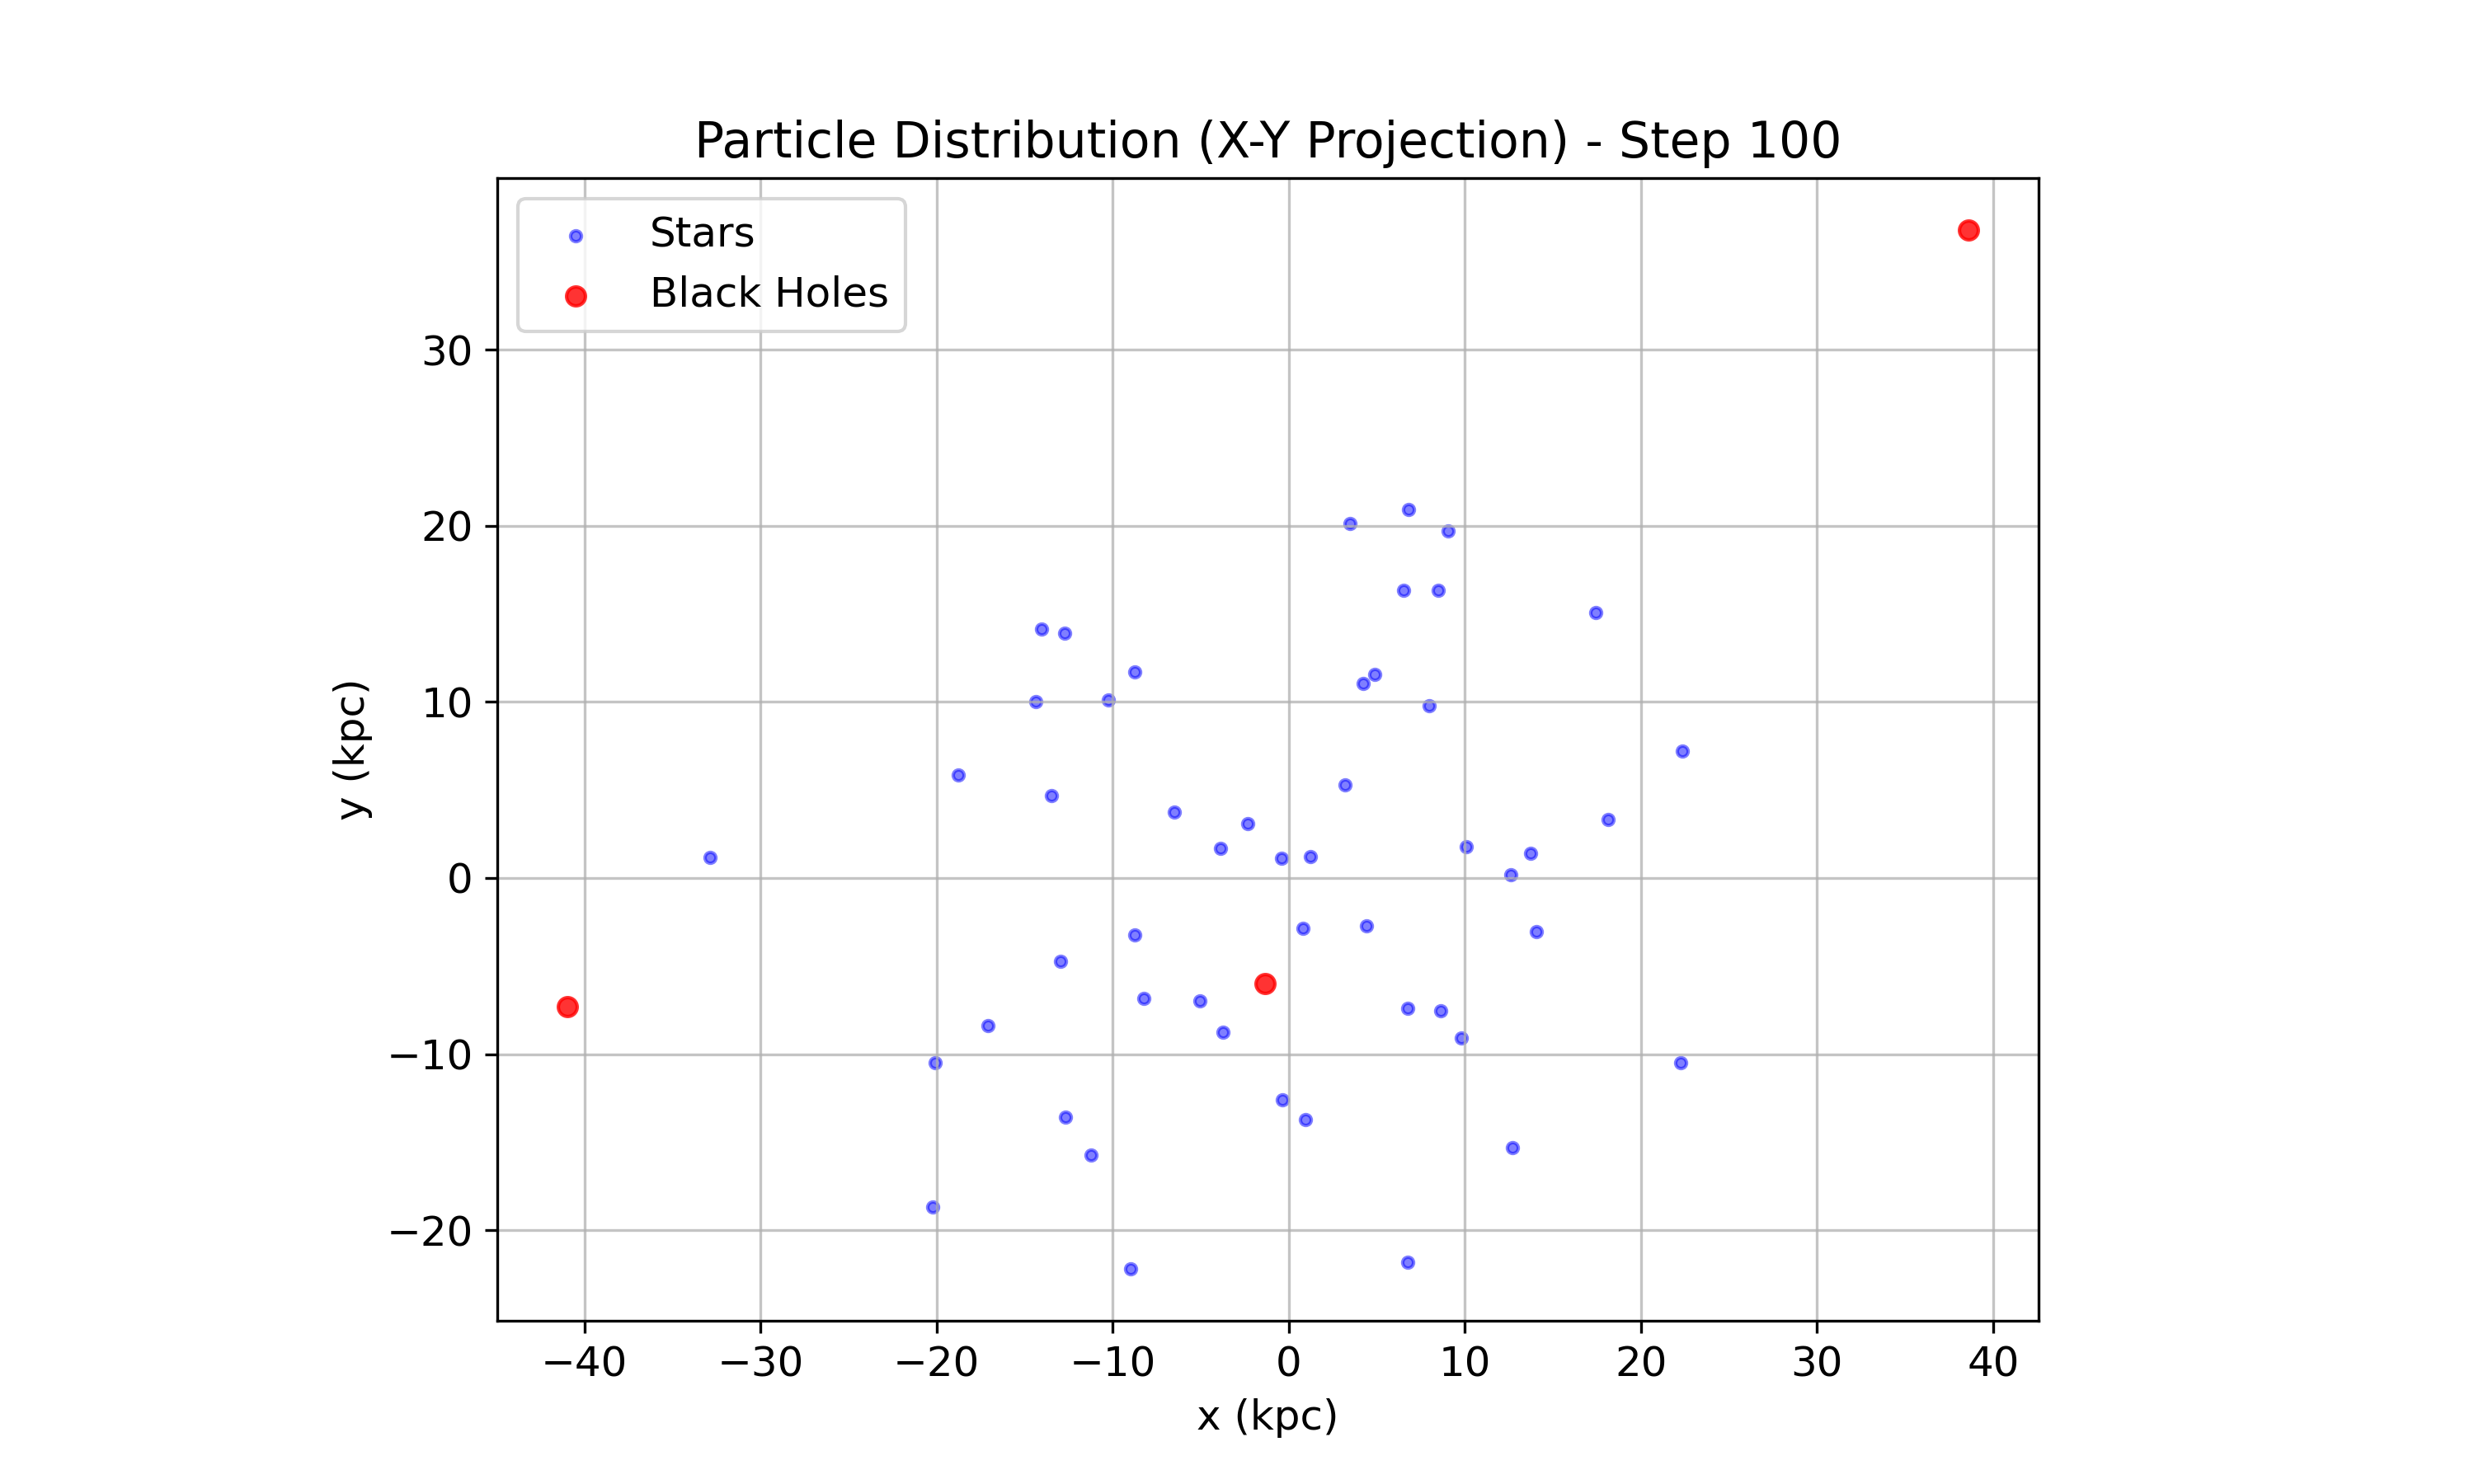 Particle Distribution (X-Y Projection) - Step 100
Stars
Black Holes
y (kpc)
30
20
10
0
−10
−20
−40 −30 −20 −10 0 10 20 30 40
x (kpc)